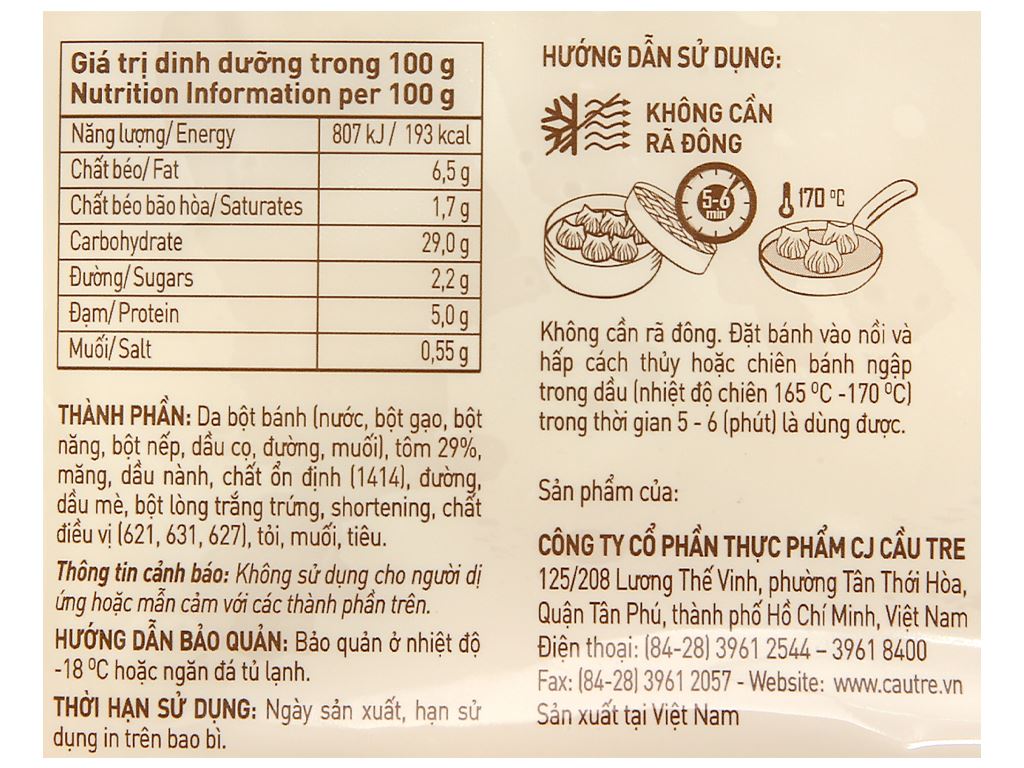 Giá trị dinh dưỡng trong 100 g
Nutrition Information per 100 g
Năng lượng/ Energy 807 kJ / 193 kcal
Chất béo/ Fat 6,5 g
Chất béo bão hòa/ Saturates 1,7 g
Carbohydrate 29,0 g
Đường/ Sugars 2,2 g
Đạm/ Protein 5,0 g
Muối/ Salt 0,55 g
THÀNH PHẦN: Da bột bánh (nước, bột gạo, bột
năng, bột nếp, dầu cọ, đường, muối), tôm 29%,
măng, dầu nành, chất ổn định (1414), đường,
dầu mè, bột lòng trắng trứng, shortening, chất
điều vị (621, 631, 627), tỏi, muối, tiêu.
Thông tin cảnh báo: Không sử dụng cho người dị
ứng hoặc mẫn cảm với các thành phần trên.
HƯỚNG DẪN BẢO QUẢN: Bảo quản ở nhiệt độ
-18 ºC hoặc ngăn đá tủ lạnh.
THỜI HẠN SỬ DỤNG: Ngày sản xuất, hạn sử
dụng in trên bao bì.
HƯỚNG DẪN SỬ DỤNG:
KHÔNG CẦN
RÃ ĐÔNG
5-6
min
170 ºC
Không cần rã đông. Đặt bánh vào nồi và
hấp cách thủy hoặc chiên bánh ngập
trong dầu (nhiệt độ chiên 165 ºC -170 ºC)
trong thời gian 5 - 6 (phút) là dùng được.
Sản phẩm của:
CÔNG TY CỔ PHẦN THỰC PHẨM CJ CẦU TRE
125/208 Lương Thế Vinh, phường Tân Thới Hòa,
Quận Tân Phú, thành phố Hồ Chí Minh, Việt Nam
Điện thoại: (84-28) 3961 2544 – 3961 8400
Fax: (84-28) 3961 2057 - Website: www.cautre.vn
Sản xuất tại Việt Nam